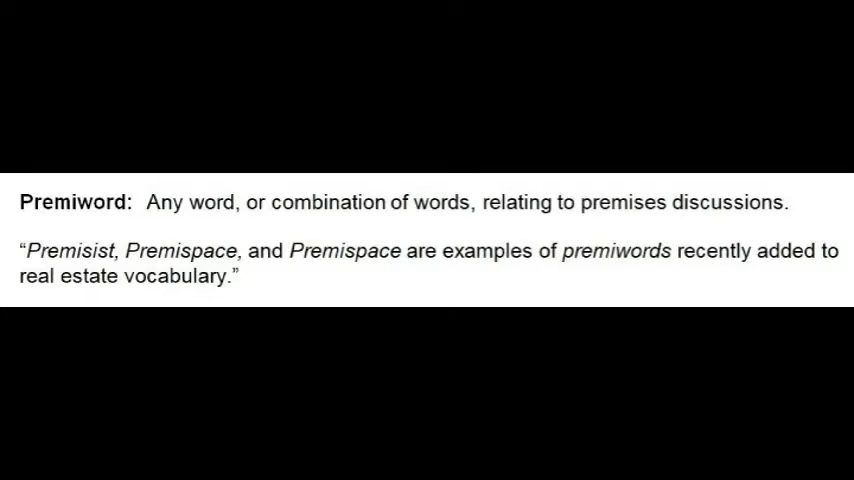 Premiword: Any word, or combination of words, relating to premises discussions.
“Premisist, Premispace, and Premispace are examples of premiwords recently added to
real estate vocabulary.”